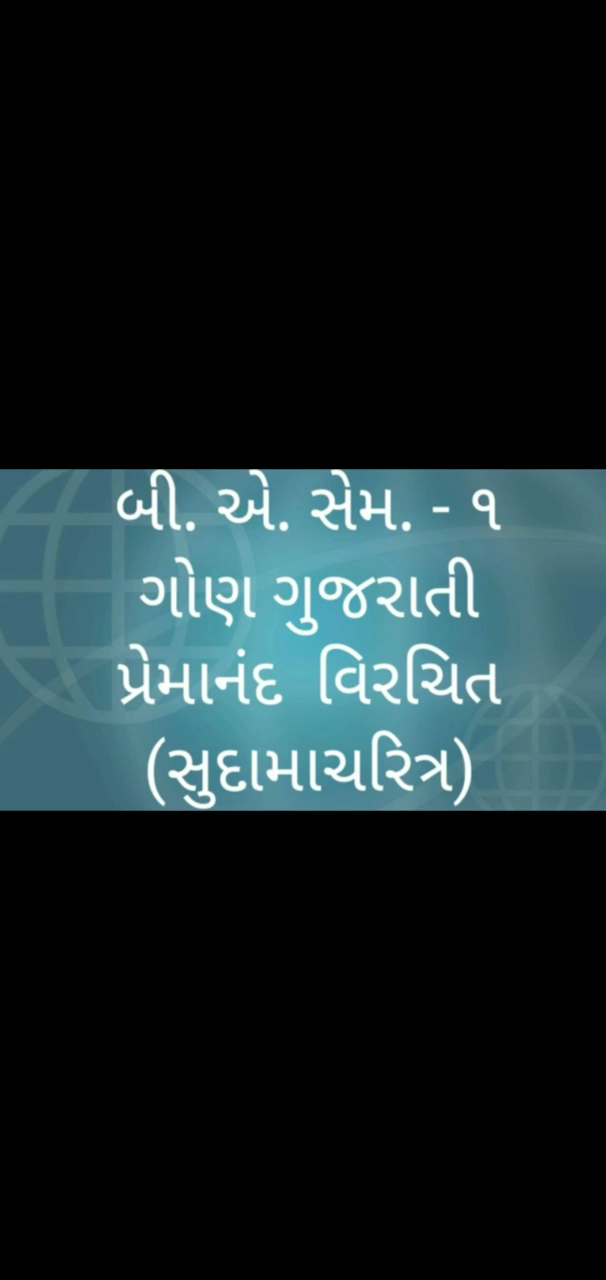 બી. એ. સેમ. - ૧
ગોણ ગુજરાતી
પ્રેમાનંદ વિરચિત
(સુદામાચરિત્ર)